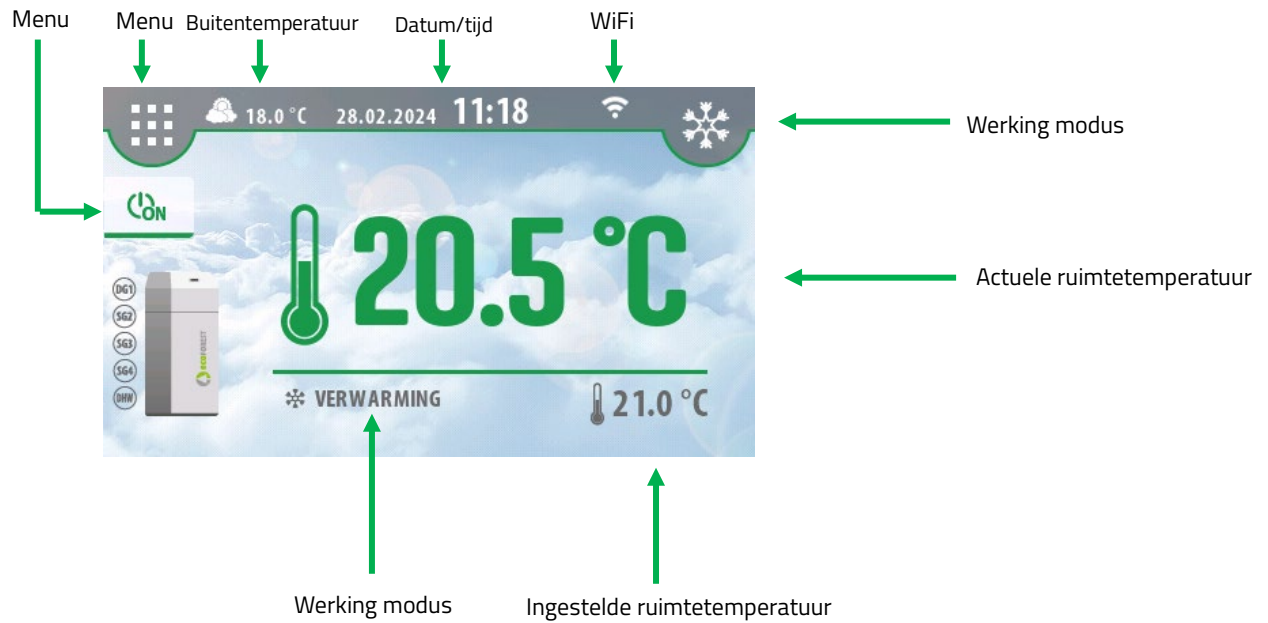 Menu
Menu
Buitentemperatuur
Datum/tijd
WiFi
18.0 °C
28.02.2024
11:18
Werking modus
ON
20.5 °C
Actuele ruimtetemperatuur
DG1
SG2
SG3
SG4
DHW
ecoFOREST
VERWARMING
21.0 °C
Werking modus
Ingestelde ruimtetemperatuur